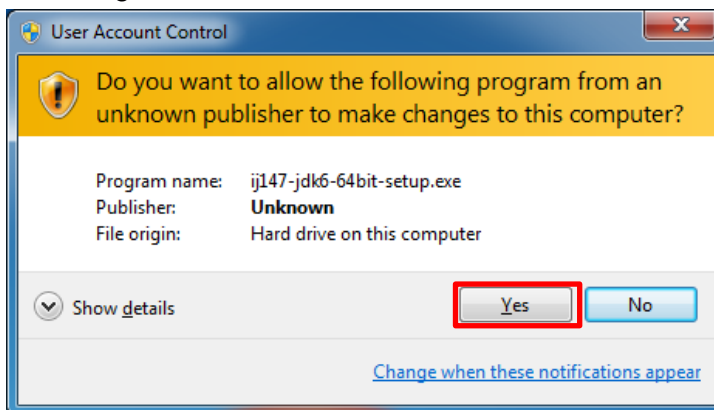 User Account Control
Do you want to allow the following program from an
unknown publisher to make changes to this computer?
Program name: ij147-jdk6-64bit-setup.exe
Publisher: Unknown
File origin: Hard drive on this computer
Show details
Yes
No
Change when these notifications appear